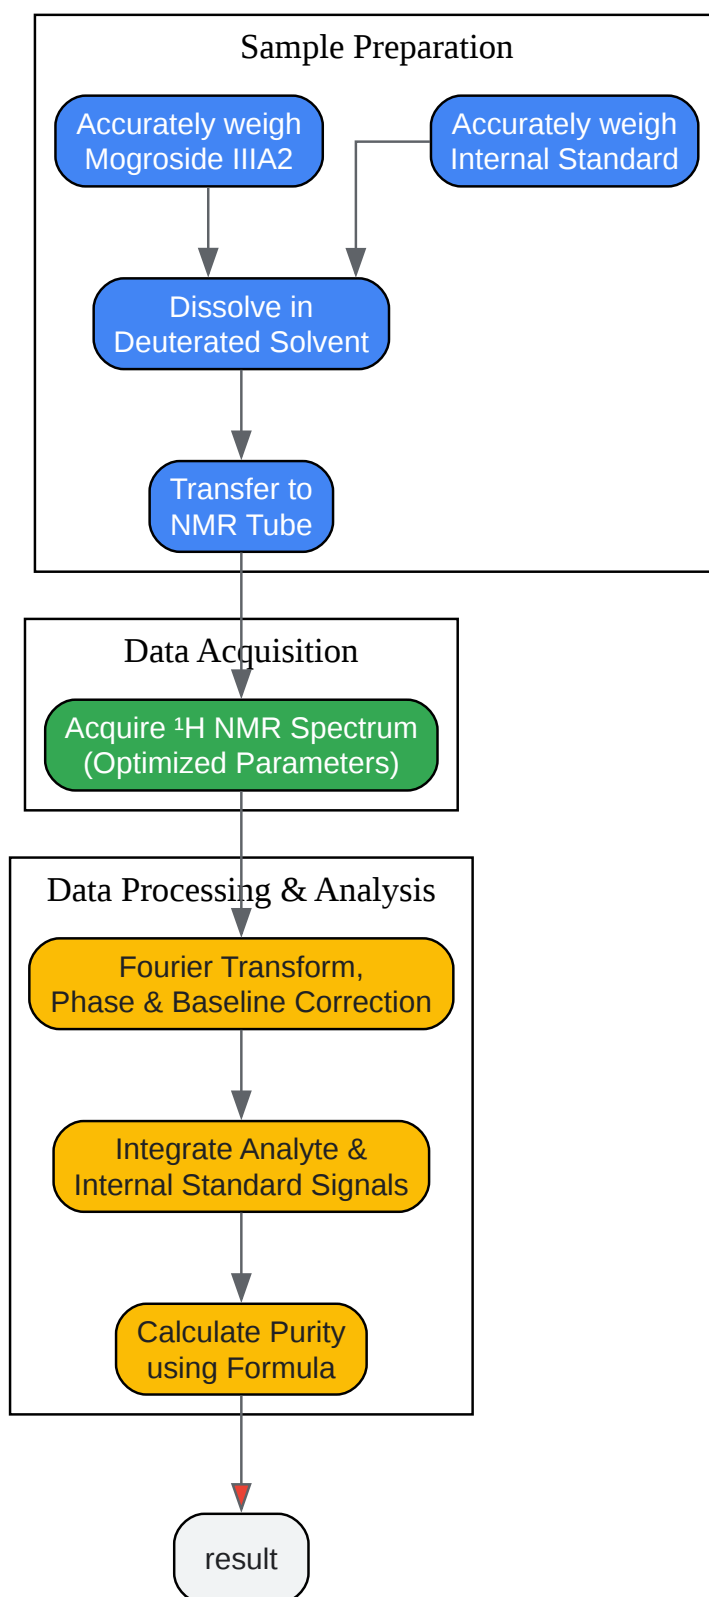 Sample Preparation
Accurately weigh
Mogroside IIIA2
Accurately weigh
Internal Standard
Dissolve in
Deuterated Solvent
Transfer to
NMR Tube
Data Acquisition
Acquire ¹H NMR Spectrum
(Optimized Parameters)
Data Processing & Analysis
Fourier Transform,
Phase & Baseline Correction
Integrate Analyte &
Internal Standard Signals
Calculate Purity
using Formula
result